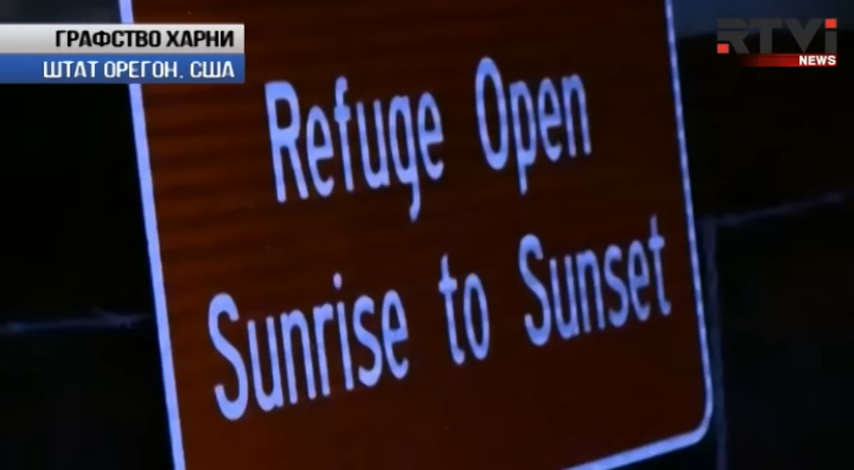 ГРАФСТВО ХАРНИ
ШТАТ ОРЕГОН, США
RTVi
NEWS
Refuge Open
Sunrise to Sunset